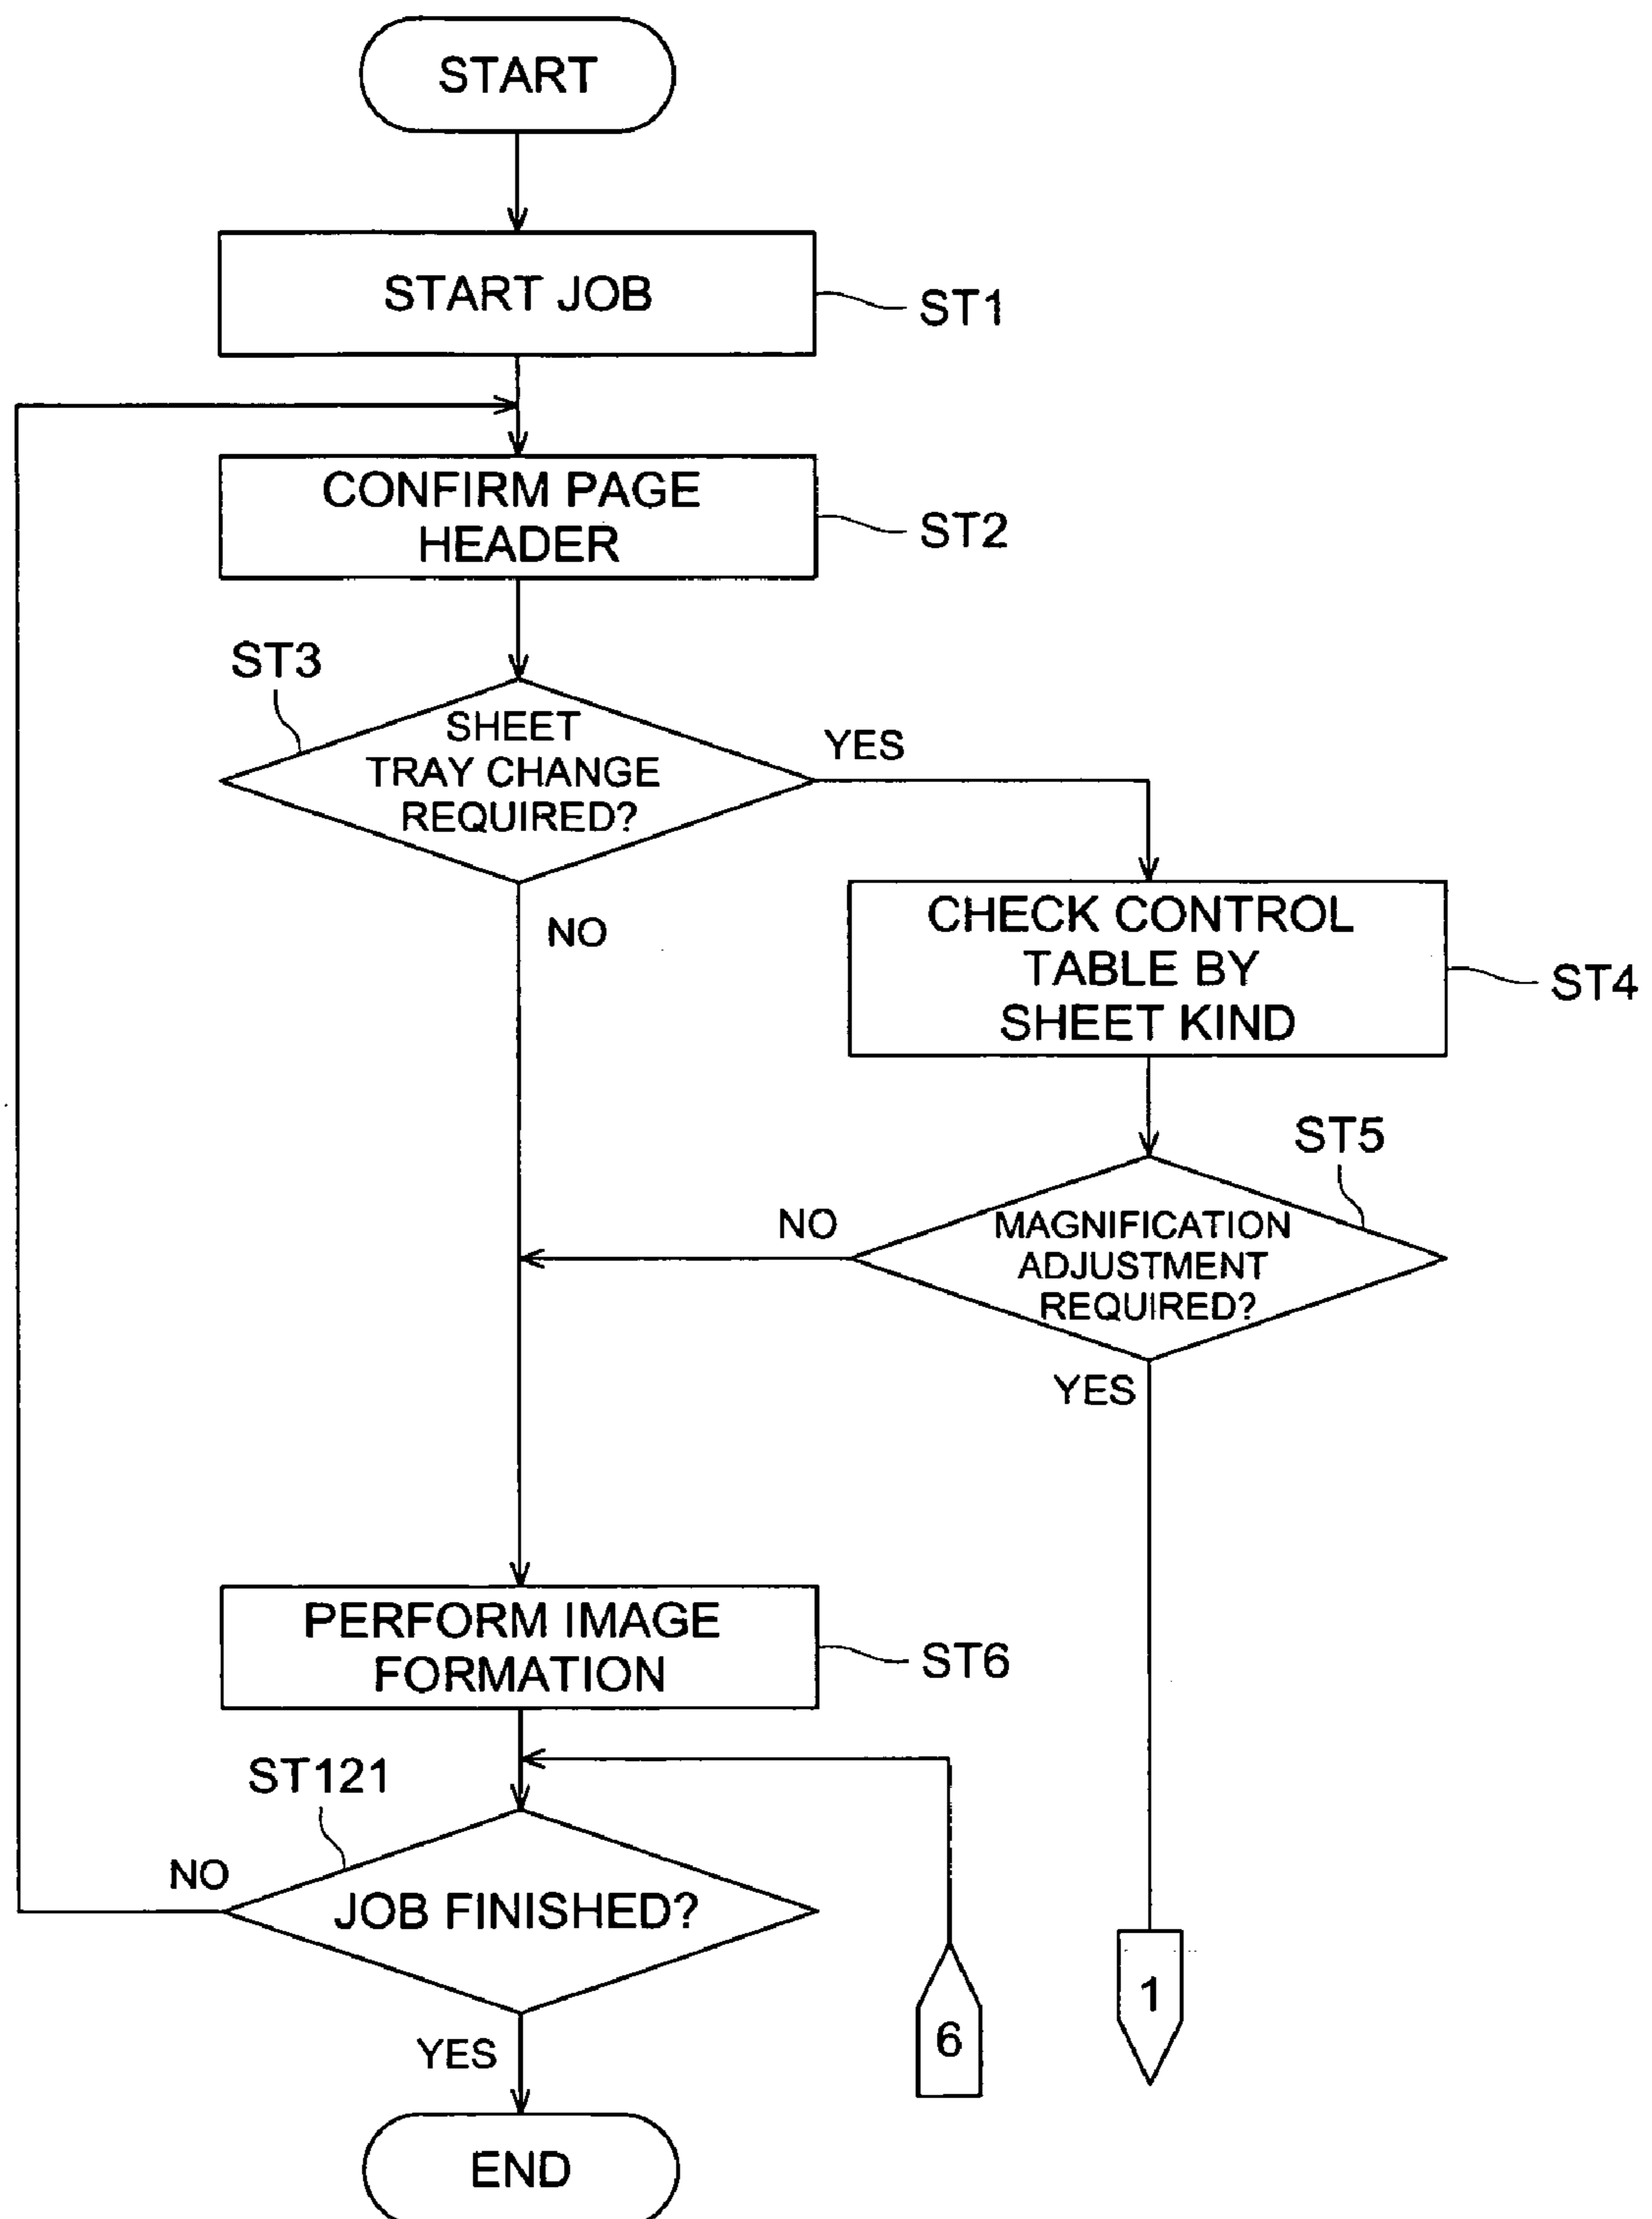 START
START JOB
ST1
CONFIRM PAGE
HEADER
ST2
ST3
SHEET
TRAY CHANGE
REQUIRED?
YES
NO
CHECK CONTROL
TABLE BY
SHEET KIND
ST4
ST5
MAGNIFICATION
ADJUSTMENT
REQUIRED?
NO
YES
PERFORM IMAGE
FORMATION
ST6
ST121
JOB FINISHED?
NO
YES
6
1
END